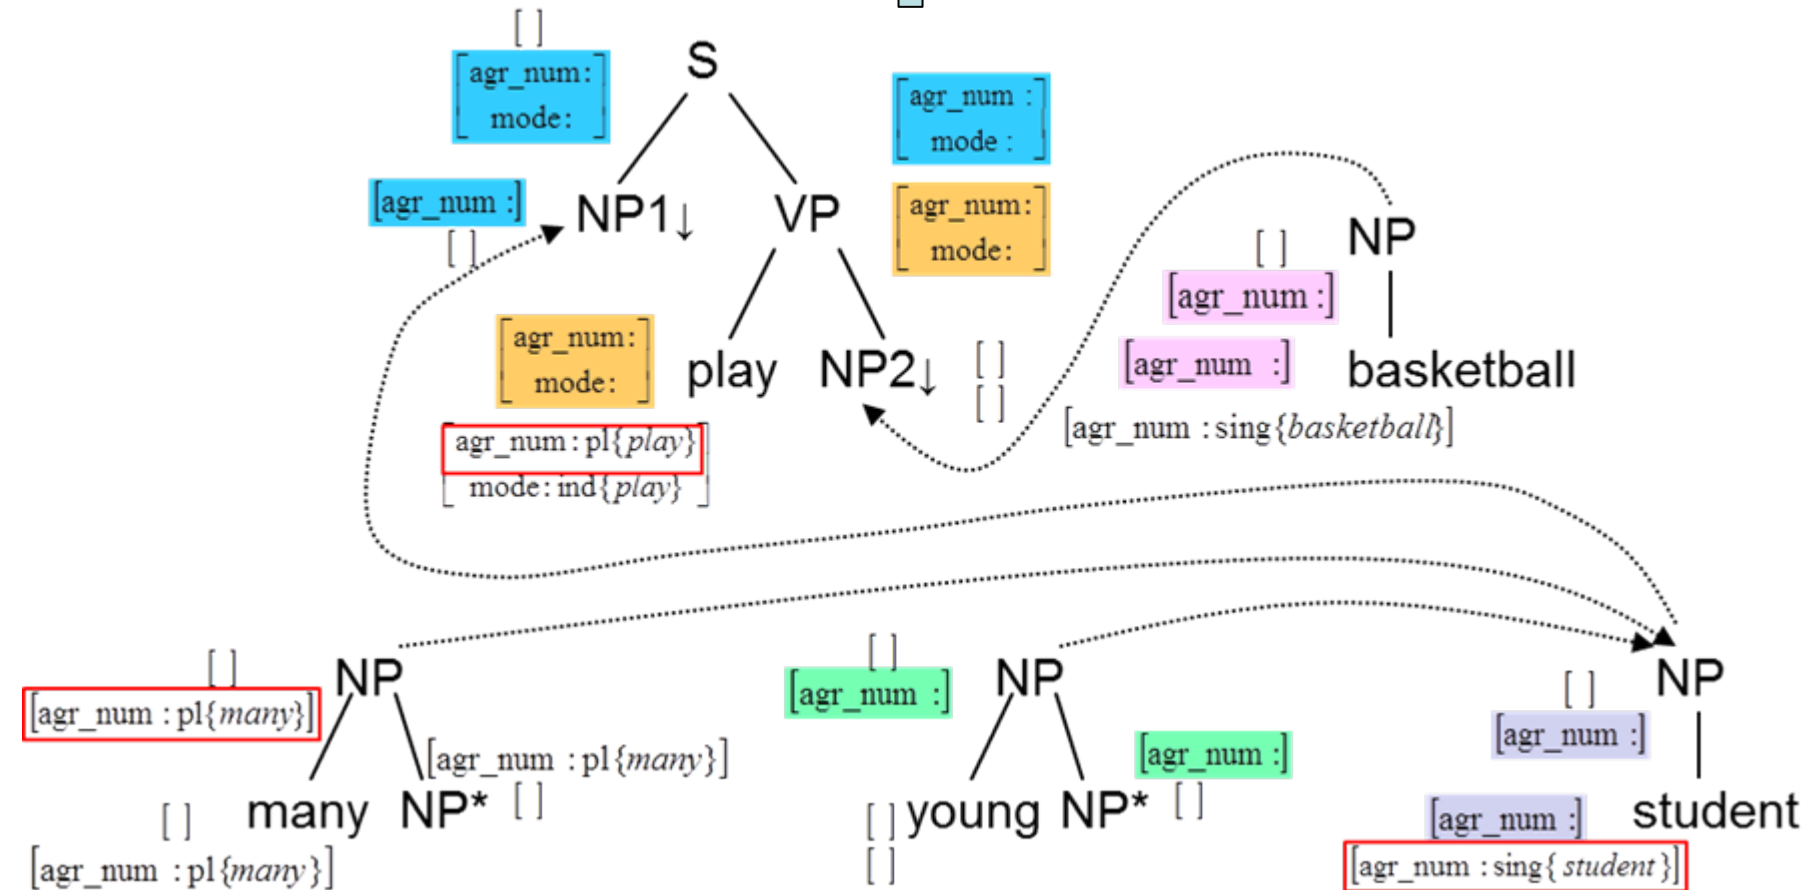 [ ]
S
[agr_num:
mode: ]
[agr_num :
mode : ]
[agr_num :]
NP1↓
VP
[ ]
[agr_num:
mode: ]
NP
[ ]
[agr_num :]
[agr_num:
mode: ]
play
NP2↓
[ ]
[ ]
[agr_num :]
basketball
[agr_num : sing{basketball}]
[agr_num : pl{play}
mode: ind{play}]
[ ]
NP
[agr_num : pl{many}]
[agr_num : pl{many}]
[ ]
many
NP*
[ ]
[agr_num : pl{many}]
[ ]
NP
[agr_num :]
[agr_num :]
[ ]
young
NP*
[ ]
[ ]
NP
[ ]
[agr_num :]
[agr_num :]
student
[agr_num : sing{student}]